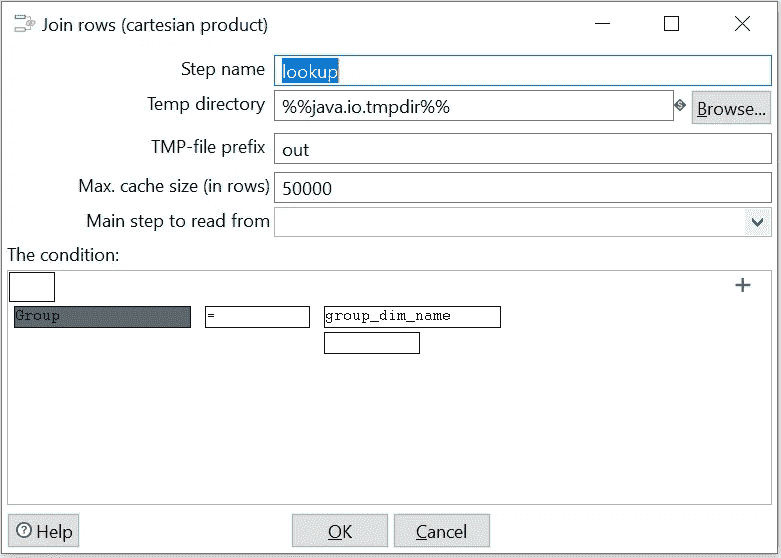 Join rows (cartesian product)
Step name lookup
Temp directory %%java.io.tmpdir%% Browse...
TMP-file prefix out
Max. cache size (in rows) 50000
Main step to read from
The condition:
Group = group_dim_name
Help OK Cancel